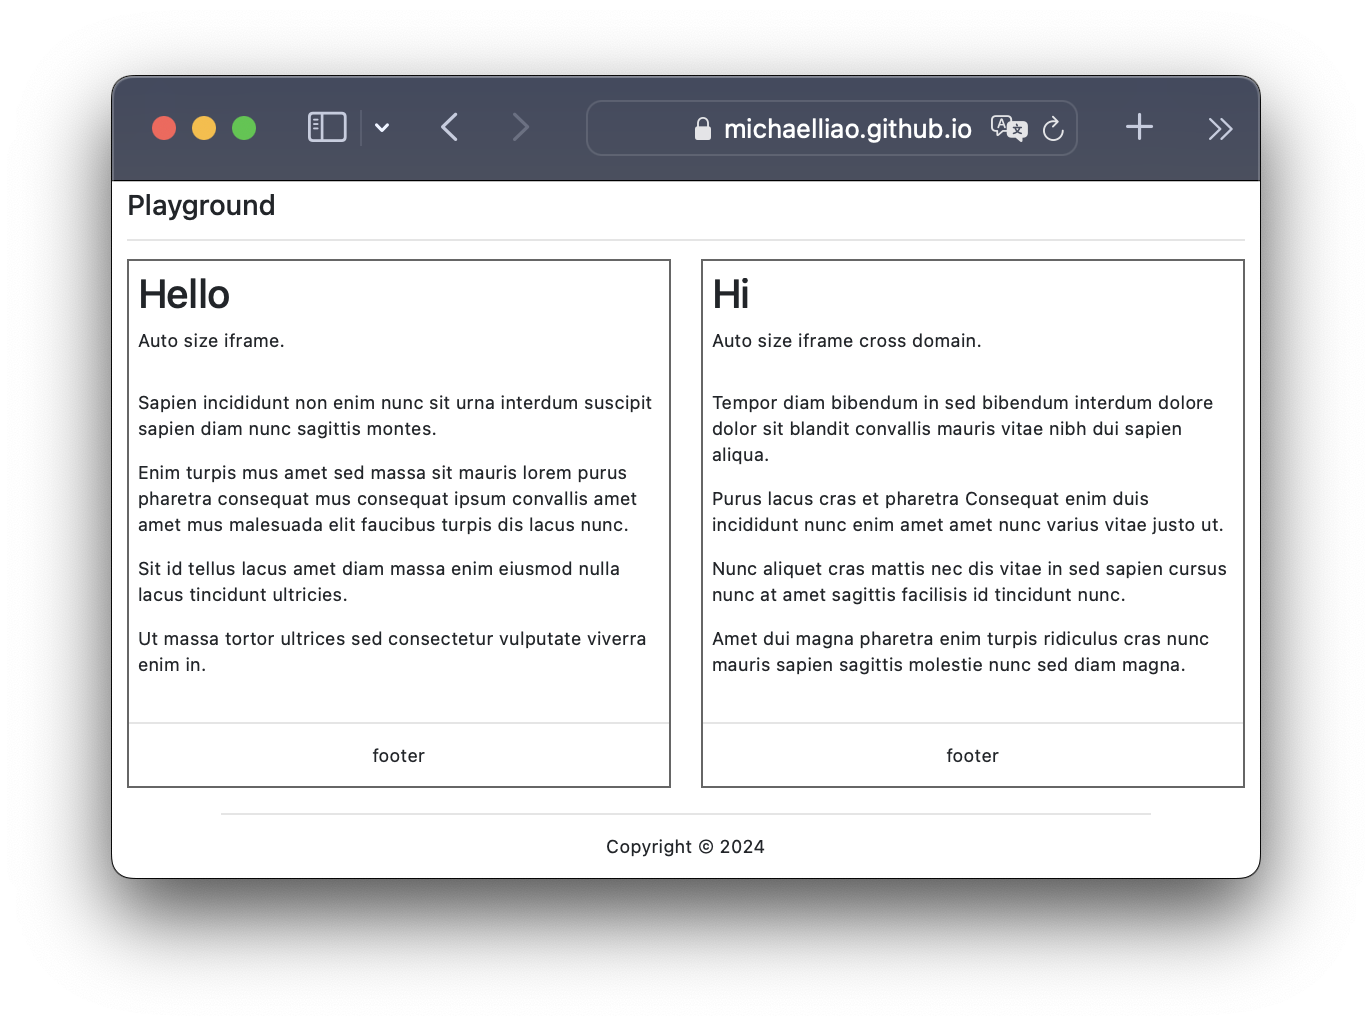 michaelliao.github.io
Playground
Hello
Auto size iframe.
Sapien incididunt non enim nunc sit urna interdum suscipit
sapien diam nunc sagittis montes.
Enim turpis mus amet sed massa sit mauris lorem purus
pharetra consequat mus consequat ipsum convallis amet
amet mus malesuada elit faucibus turpis dis lacus nunc.
Sit id tellus lacus amet diam massa enim eiusmod nulla
lacus tincidunt ultricies.
Ut massa tortor ultrices sed consectetur vulputate viverra
enim in.
footer
Hi
Auto size iframe cross domain.
Tempor diam bibendum in sed bibendum interdum dolore
dolor sit blandit convallis mauris vitae nibh dui sapien
aliqua.
Purus lacus cras et pharetra Consequat enim duis
incididunt nunc enim amet amet nunc varius vitae justo ut.
Nunc aliquet cras mattis nec dis vitae in sed sapien cursus
nunc at amet sagittis facilisis id tincidunt nunc.
Amet dui magna pharetra enim turpis ridiculus cras nunc
mauris sapien sagittis molestie nunc sed diam magna.
footer
Copyright © 2024